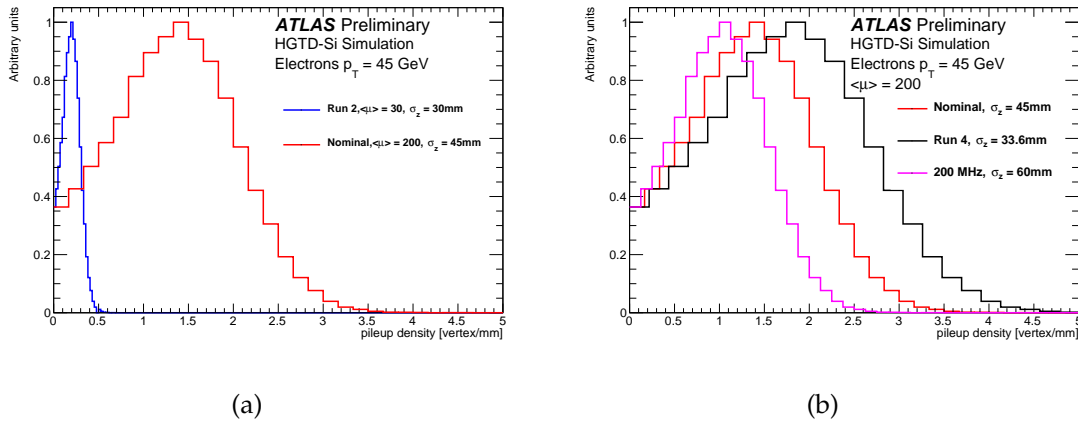 Arbitrary units
1
0.8
0.6
0.4
0.2
0
ATLAS Preliminary
HGTD-Si Simulation
Electrons p_T = 45 GeV
Run 2,<μ> = 30, σ_z = 30mm
Nominal,<μ> = 200, σ_z = 45mm
0 0.5 1 1.5 2 2.5 3 3.5 4 4.5 5
pileup density [vertex/mm]
(a)
Arbitrary units
1
0.8
0.6
0.4
0.2
0
ATLAS Preliminary
HGTD-Si Simulation
Electrons p_T = 45 GeV
<μ> = 200
Nominal, σ_z = 45mm
Run 4, σ_z = 33.6mm
200 MHz, σ_z = 60mm
0 0.5 1 1.5 2 2.5 3 3.5 4 4.5 5
pileup density [vertex/mm]
(b)